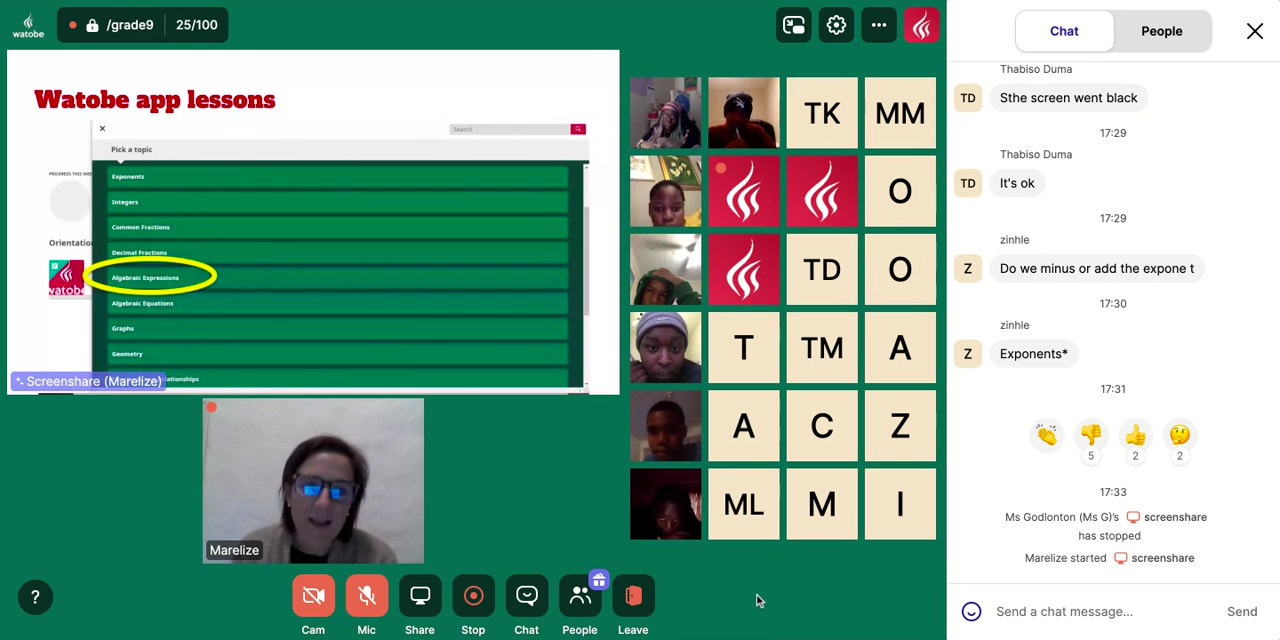 watobe
/grade9
25/100
Watobe app lessons
Search
Pick a topic
PROGRESS THIS WE
Exponents
Integers
Common Fractions
Decimal Fractions
Orientation
Algebraic Expressions
watobe
Algebraic Equations
Graphs
Geometry
ationships
Screenshare (Marelize)
Marelize
TK
MM
O
TD
O
T
TM
A
A
C
Z
ML
M
I
?
Cam
Mic
Share
Stop
Chat
People
Leave
Chat
People
Thabiso Duma
TD
Sthe screen went black
17:29
Thabiso Duma
TD
It's ok
17:29
zinhle
Z
Do we minus or add the expone t
17:30
zinhle
Z
Exponents*
17:31
5
2
2
17:33
Ms Godlonton (Ms G)'s screenshare
has stopped
Marelize started screenshare
Send a chat message...
Send